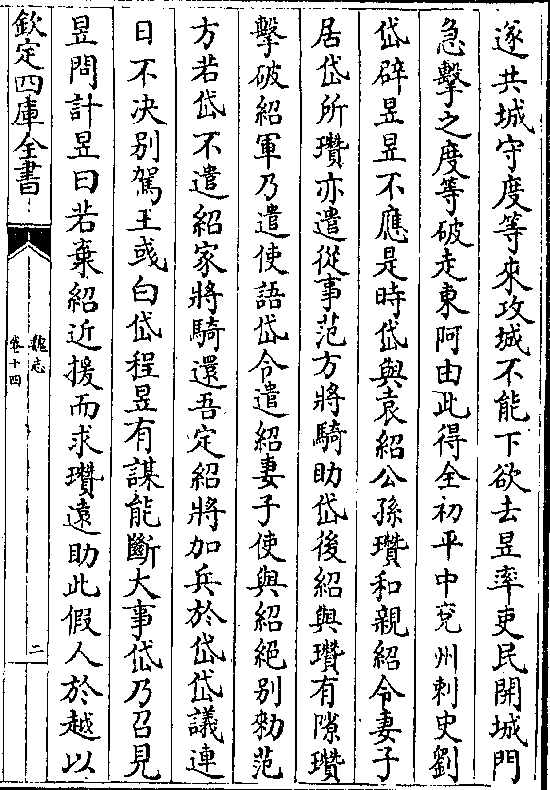 遂共城守度等來攻城不能下欲去昱率吏民開城門
急擊之度等破走東阿由此得全初平中兗州刺史劉
岱辟昱昱不應是時岱與袁紹公孫瓚和親紹令妻子
居岱所瓚亦遣從事范方將騎助岱後紹與瓚有隙瓚
擊破紹軍乃遣使語岱令遣紹妻子使與紹絕别勑范
方若岱不遣紹家將騎還吾定紹將加兵於岱岱議連
日不决别駕王彧白岱程昱有謀能斷大事岱乃召見
昱問計昱曰若棄紹近援而求瓚遠助此假人於越以
欽定四庫全書
魏志
卷十四
二